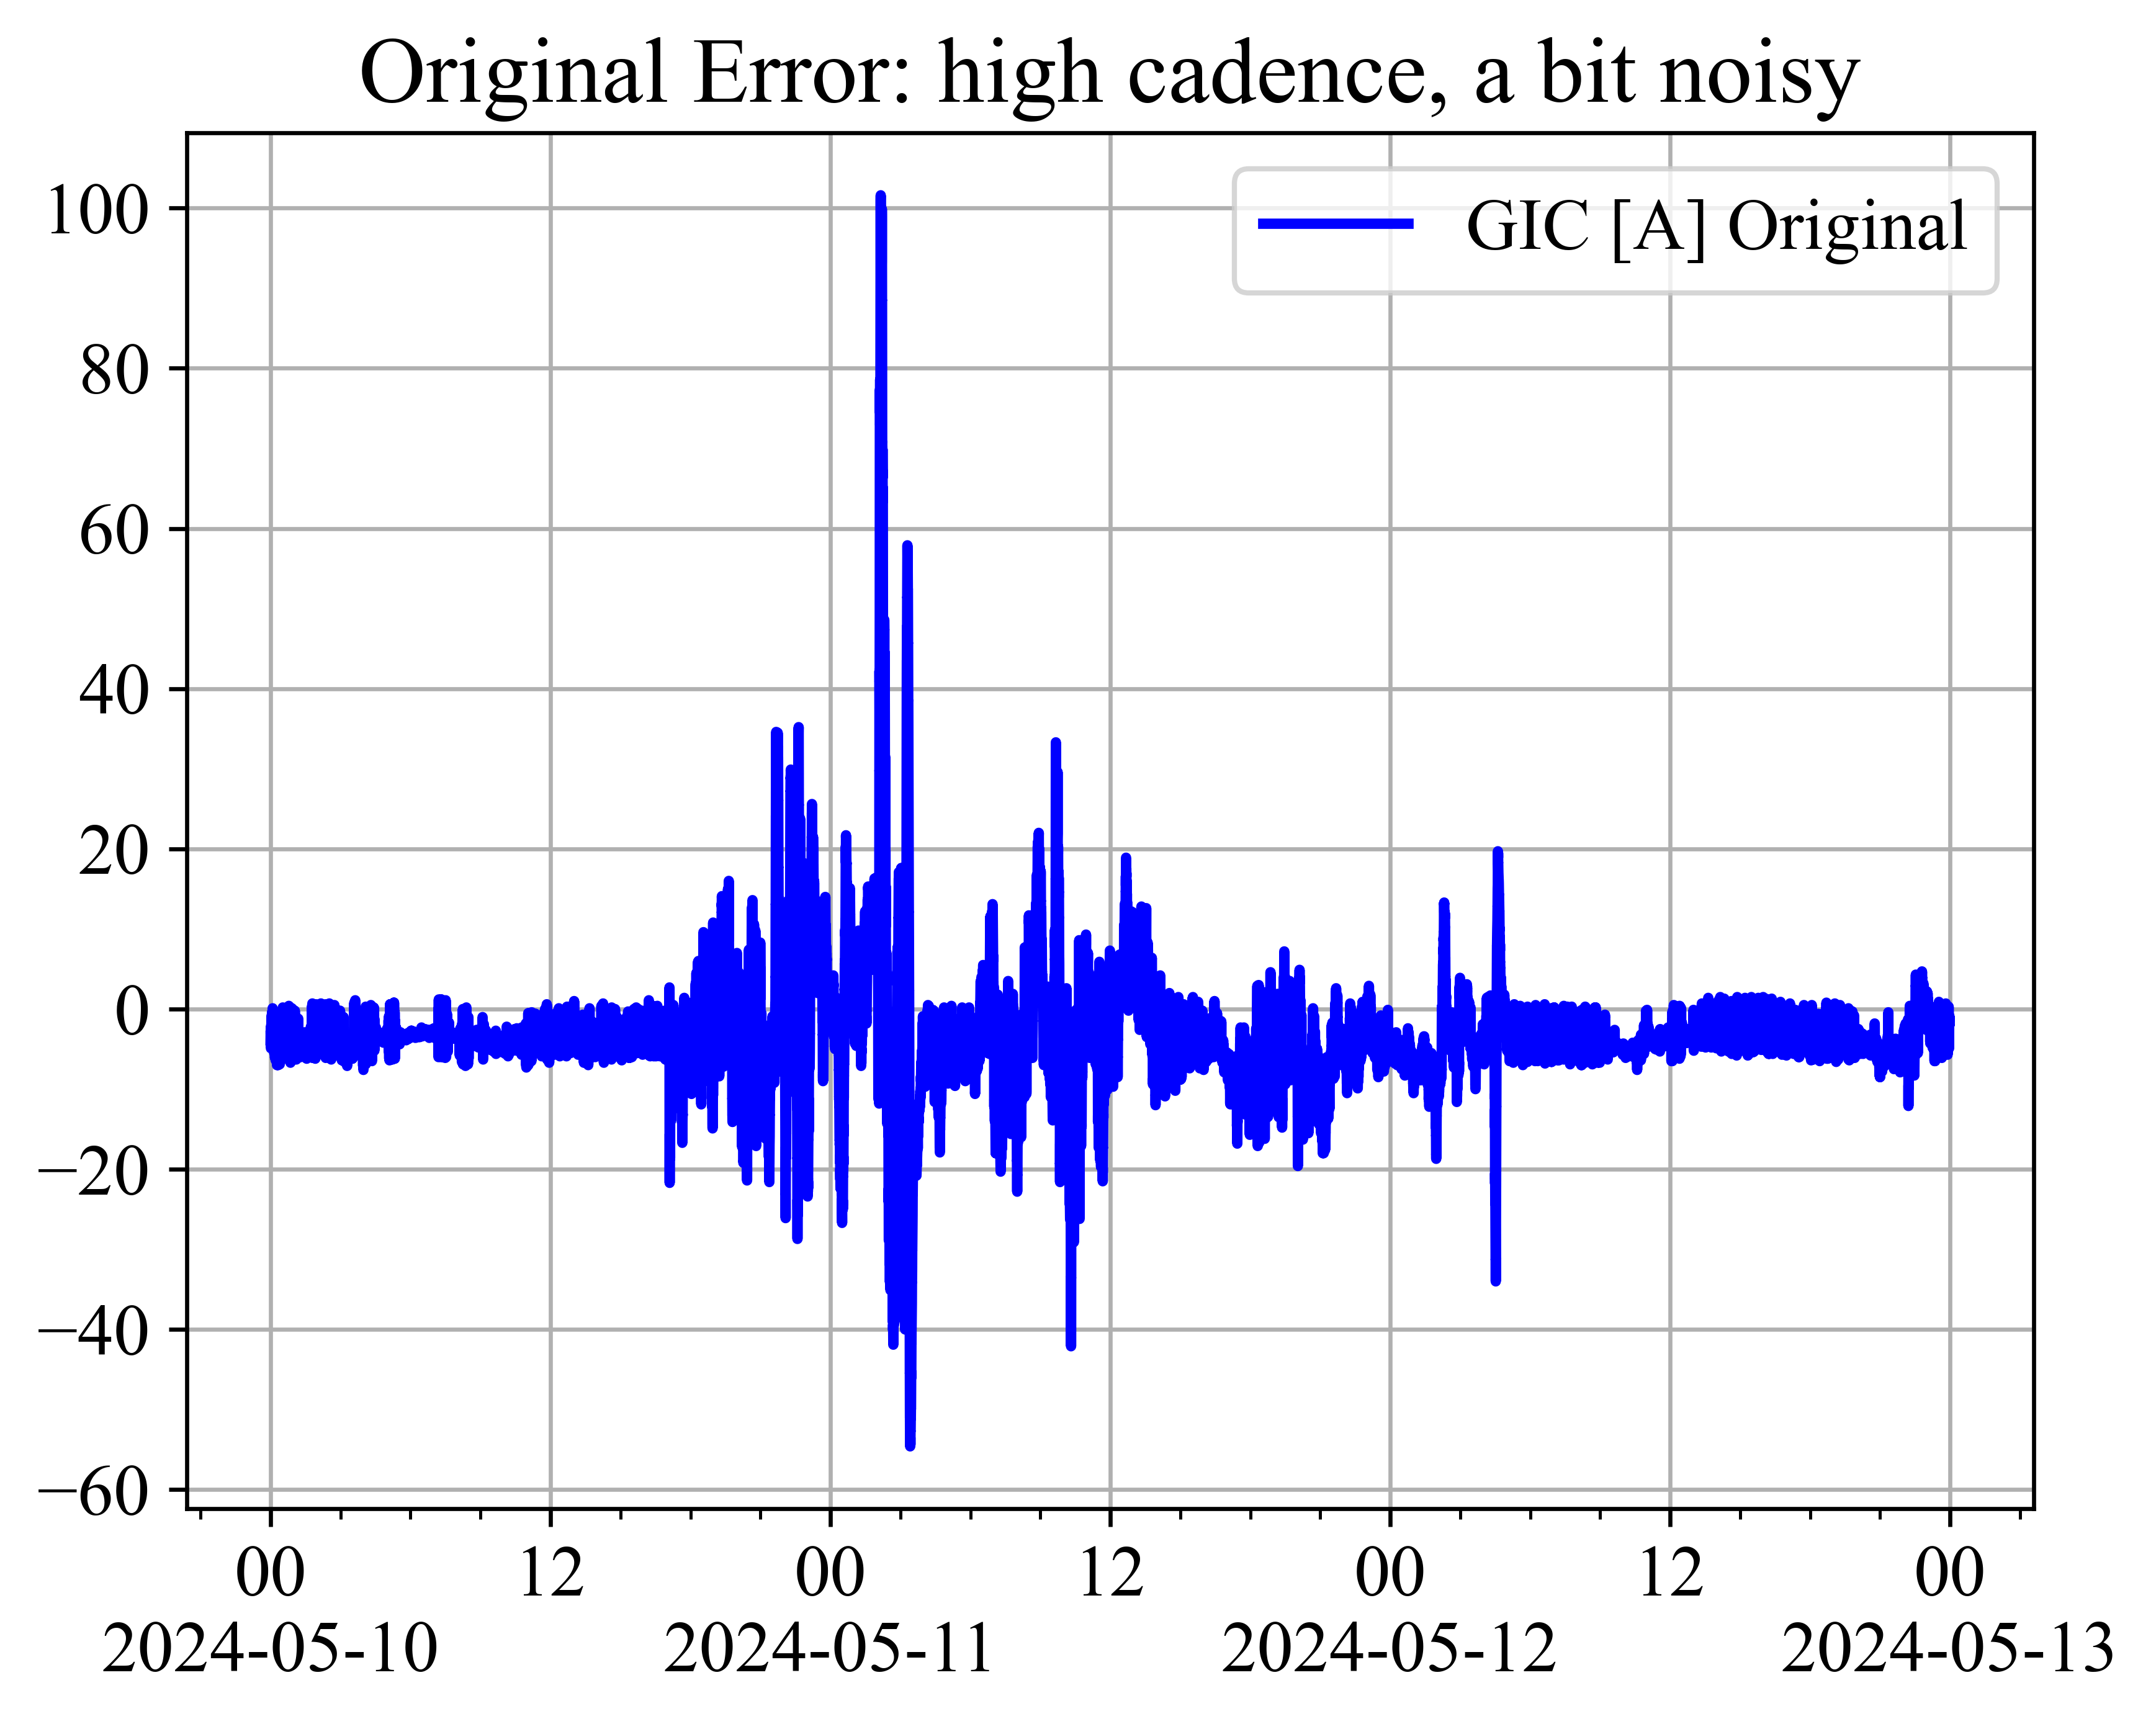 Original Error: high cadence, a bit noisy
GIC [A] Original
100
80
60
40
20
0
−20
−40
−60
00 12 00 12 00 12 00
2024-05-10 2024-05-11 2024-05-12 2024-05-13